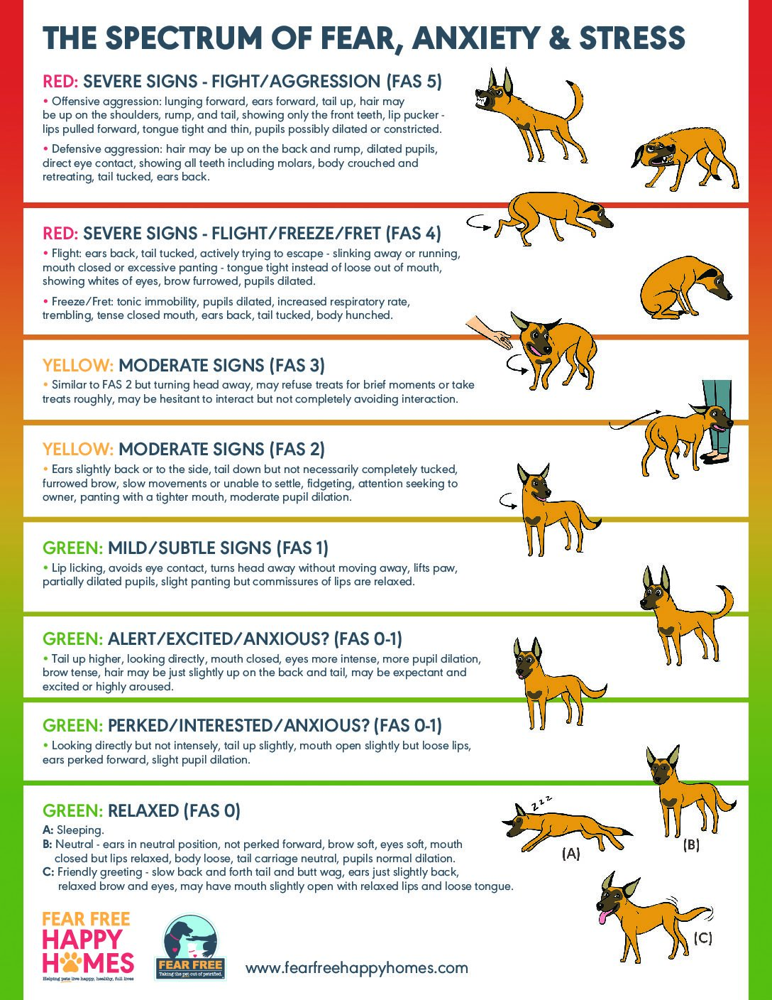 THE SPECTRUM OF FEAR, ANXIETY & STRESS
RED: SEVERE SIGNS - FIGHT/AGGRESSION (FAS 5)
• Offensive aggression: lunging forward, ears forward, tail up, hair may
be up on the shoulders, rump, and tail, showing only the front teeth, lip pucker -
lips pulled forward, tongue tight and thin, pupils possibly dilated or constricted.
• Defensive aggression: hair may be up on the back and rump, dilated pupils,
direct eye contact, showing all teeth including molars, body crouched and
retreating, tail tucked, ears back.
RED: SEVERE SIGNS - FLIGHT/FREEZE/FRET (FAS 4)
• Flight: ears back, tail tucked, actively trying to escape - slinking away or running,
mouth closed or excessive panting - tongue tight instead of loose out of mouth,
showing whites of eyes, brow furrowed, pupils dilated.
• Freeze/Fret: tonic immobility, pupils dilated, increased respiratory rate,
trembling, tense closed mouth, ears back, tail tucked, body hunched.
YELLOW: MODERATE SIGNS (FAS 3)
• Similar to FAS 2 but turning head away, may refuse treats for brief moments or take
treats roughly, may be hesitant to interact but not completely avoiding interaction.
YELLOW: MODERATE SIGNS (FAS 2)
• Ears slightly back or to the side, tail down but not necessarily completely tucked,
furrowed brow, slow movements or unable to settle, fidgeting, attention seeking to
owner, panting with a tighter mouth, moderate pupil dilation.
GREEN: MILD/SUBTLE SIGNS (FAS 1)
• Lip licking, avoids eye contact, turns head away without moving away, lifts paw,
partially dilated pupils, slight panting but commissures of lips are relaxed.
GREEN: ALERT/EXCITED/ANXIOUS? (FAS 0-1)
• Tail up higher, looking directly, mouth closed, eyes more intense, more pupil dilation,
brow tense, hair may be just slightly up on the back and tail, may be expectant and
excited or highly aroused.
GREEN: PERKED/INTERESTED/ANXIOUS? (FAS 0-1)
• Looking directly but not intensely, tail up slightly, mouth open slightly but loose lips,
ears perked forward, slight pupil dilation.
GREEN: RELAXED (FAS 0)
A: Sleeping.
B: Neutral - ears in neutral position, not perked forward, brow soft, eyes soft, mouth
closed but lips relaxed, body loose, tail carriage neutral, pupils normal dilation.
C: Friendly greeting - slow back and forth tail and butt wag, ears just slightly back,
relaxed brow and eyes, may have mouth slightly open with relaxed lips and loose tongue.
z z z
(A)
(B)
(C)
FEAR FREE
HAPPY
HOMES
Helping pets live happy, healthy, full lives
FEAR FREE
Taking the pet out of petrified.
www.fearfreehappyhomes.com